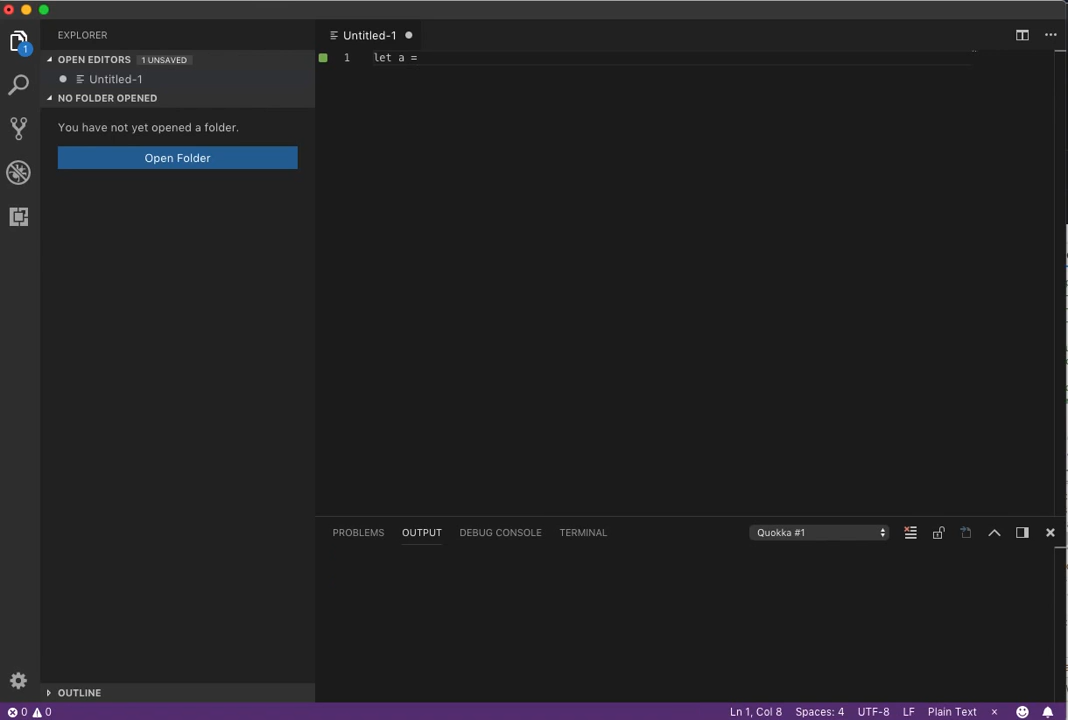 EXPLORER
OPEN EDITORS 1 UNSAVED
Untitled-1
NO FOLDER OPENED
You have not yet opened a folder.
Open Folder
OUTLINE
1
Untitled-1
1 let a =
PROBLEMS OUTPUT DEBUG CONSOLE TERMINAL Quokka #1
0 0 Ln 1, Col 8 Spaces: 4 UTF-8 LF Plain Text ×